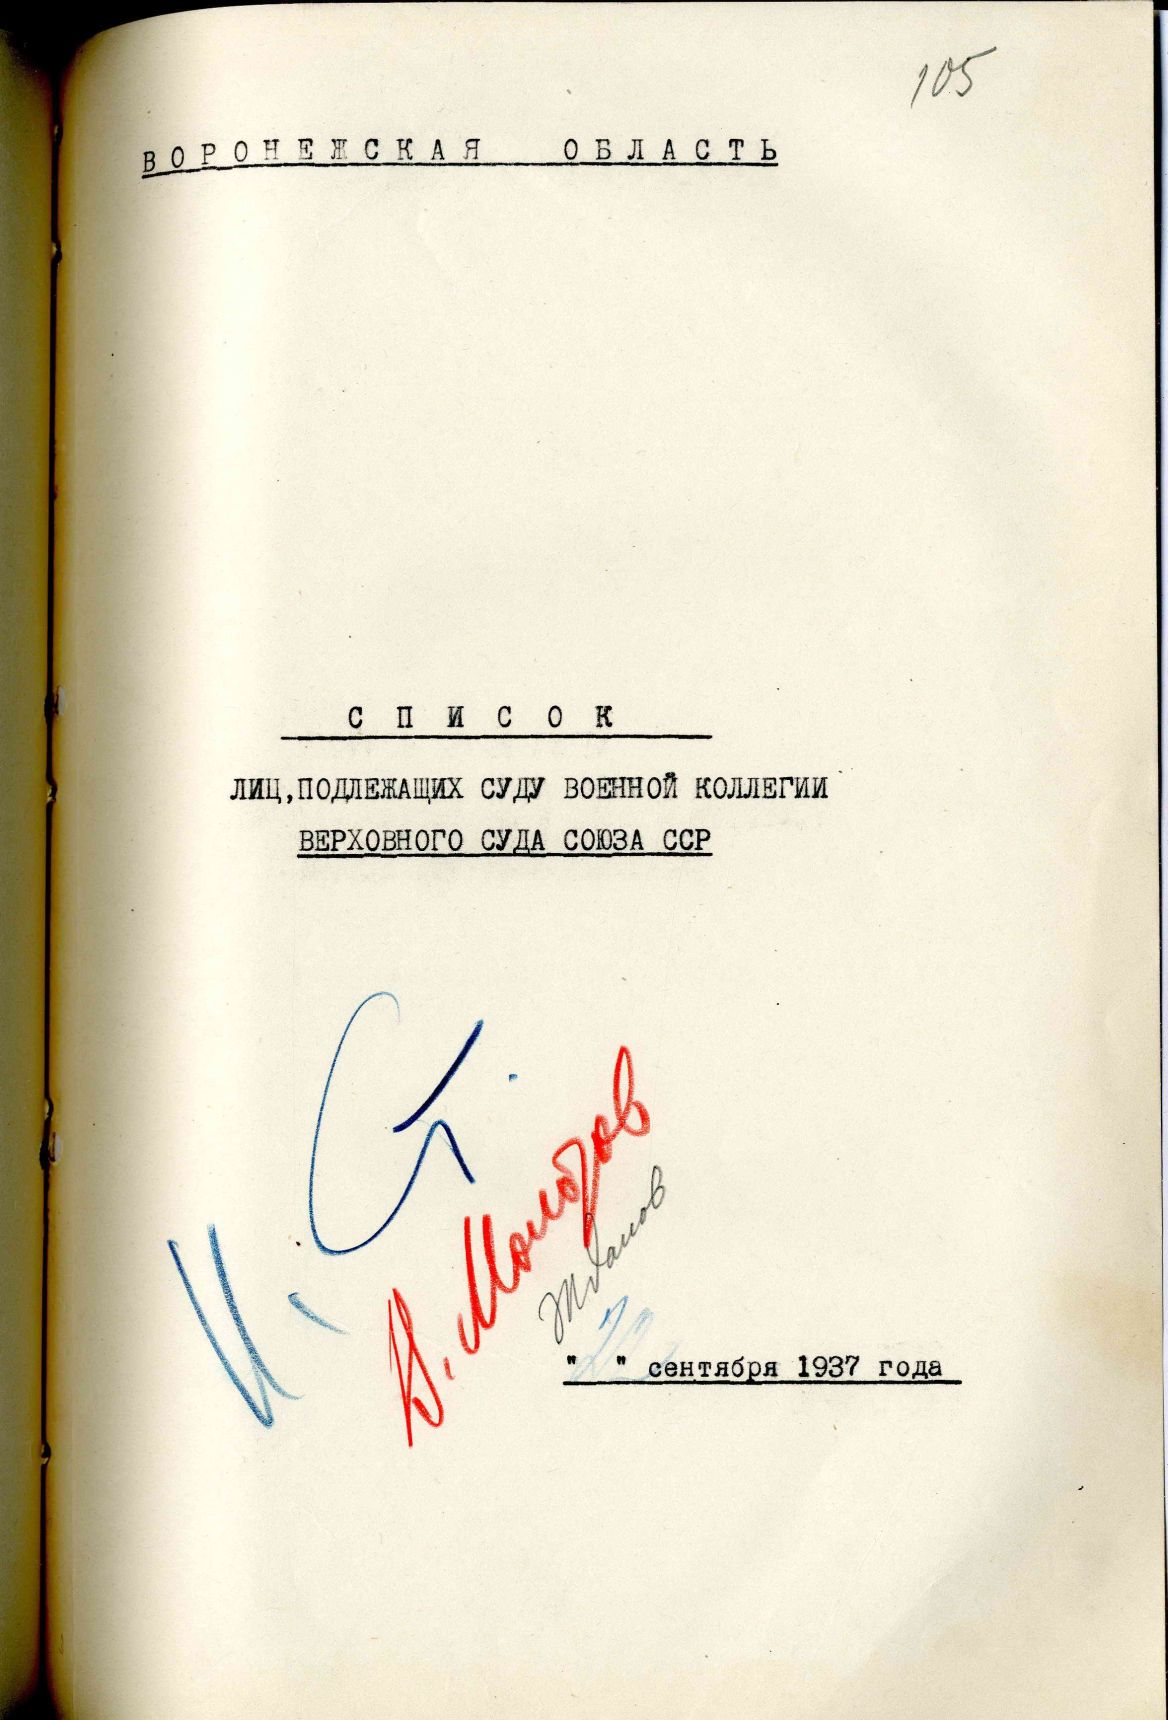 105
ВОРОНЕЖСКАЯ ОБЛАСТЬ
СПИСОК
ЛИЦ, ПОДЛЕЖАЩИХ СУДУ ВОЕННОЙ КОЛЛЕГИИ
ВЕРХОВНОГО СУДА СОЮЗА ССР
И. Ст.
В. Молотов
Жданов
" " сентября 1937 года